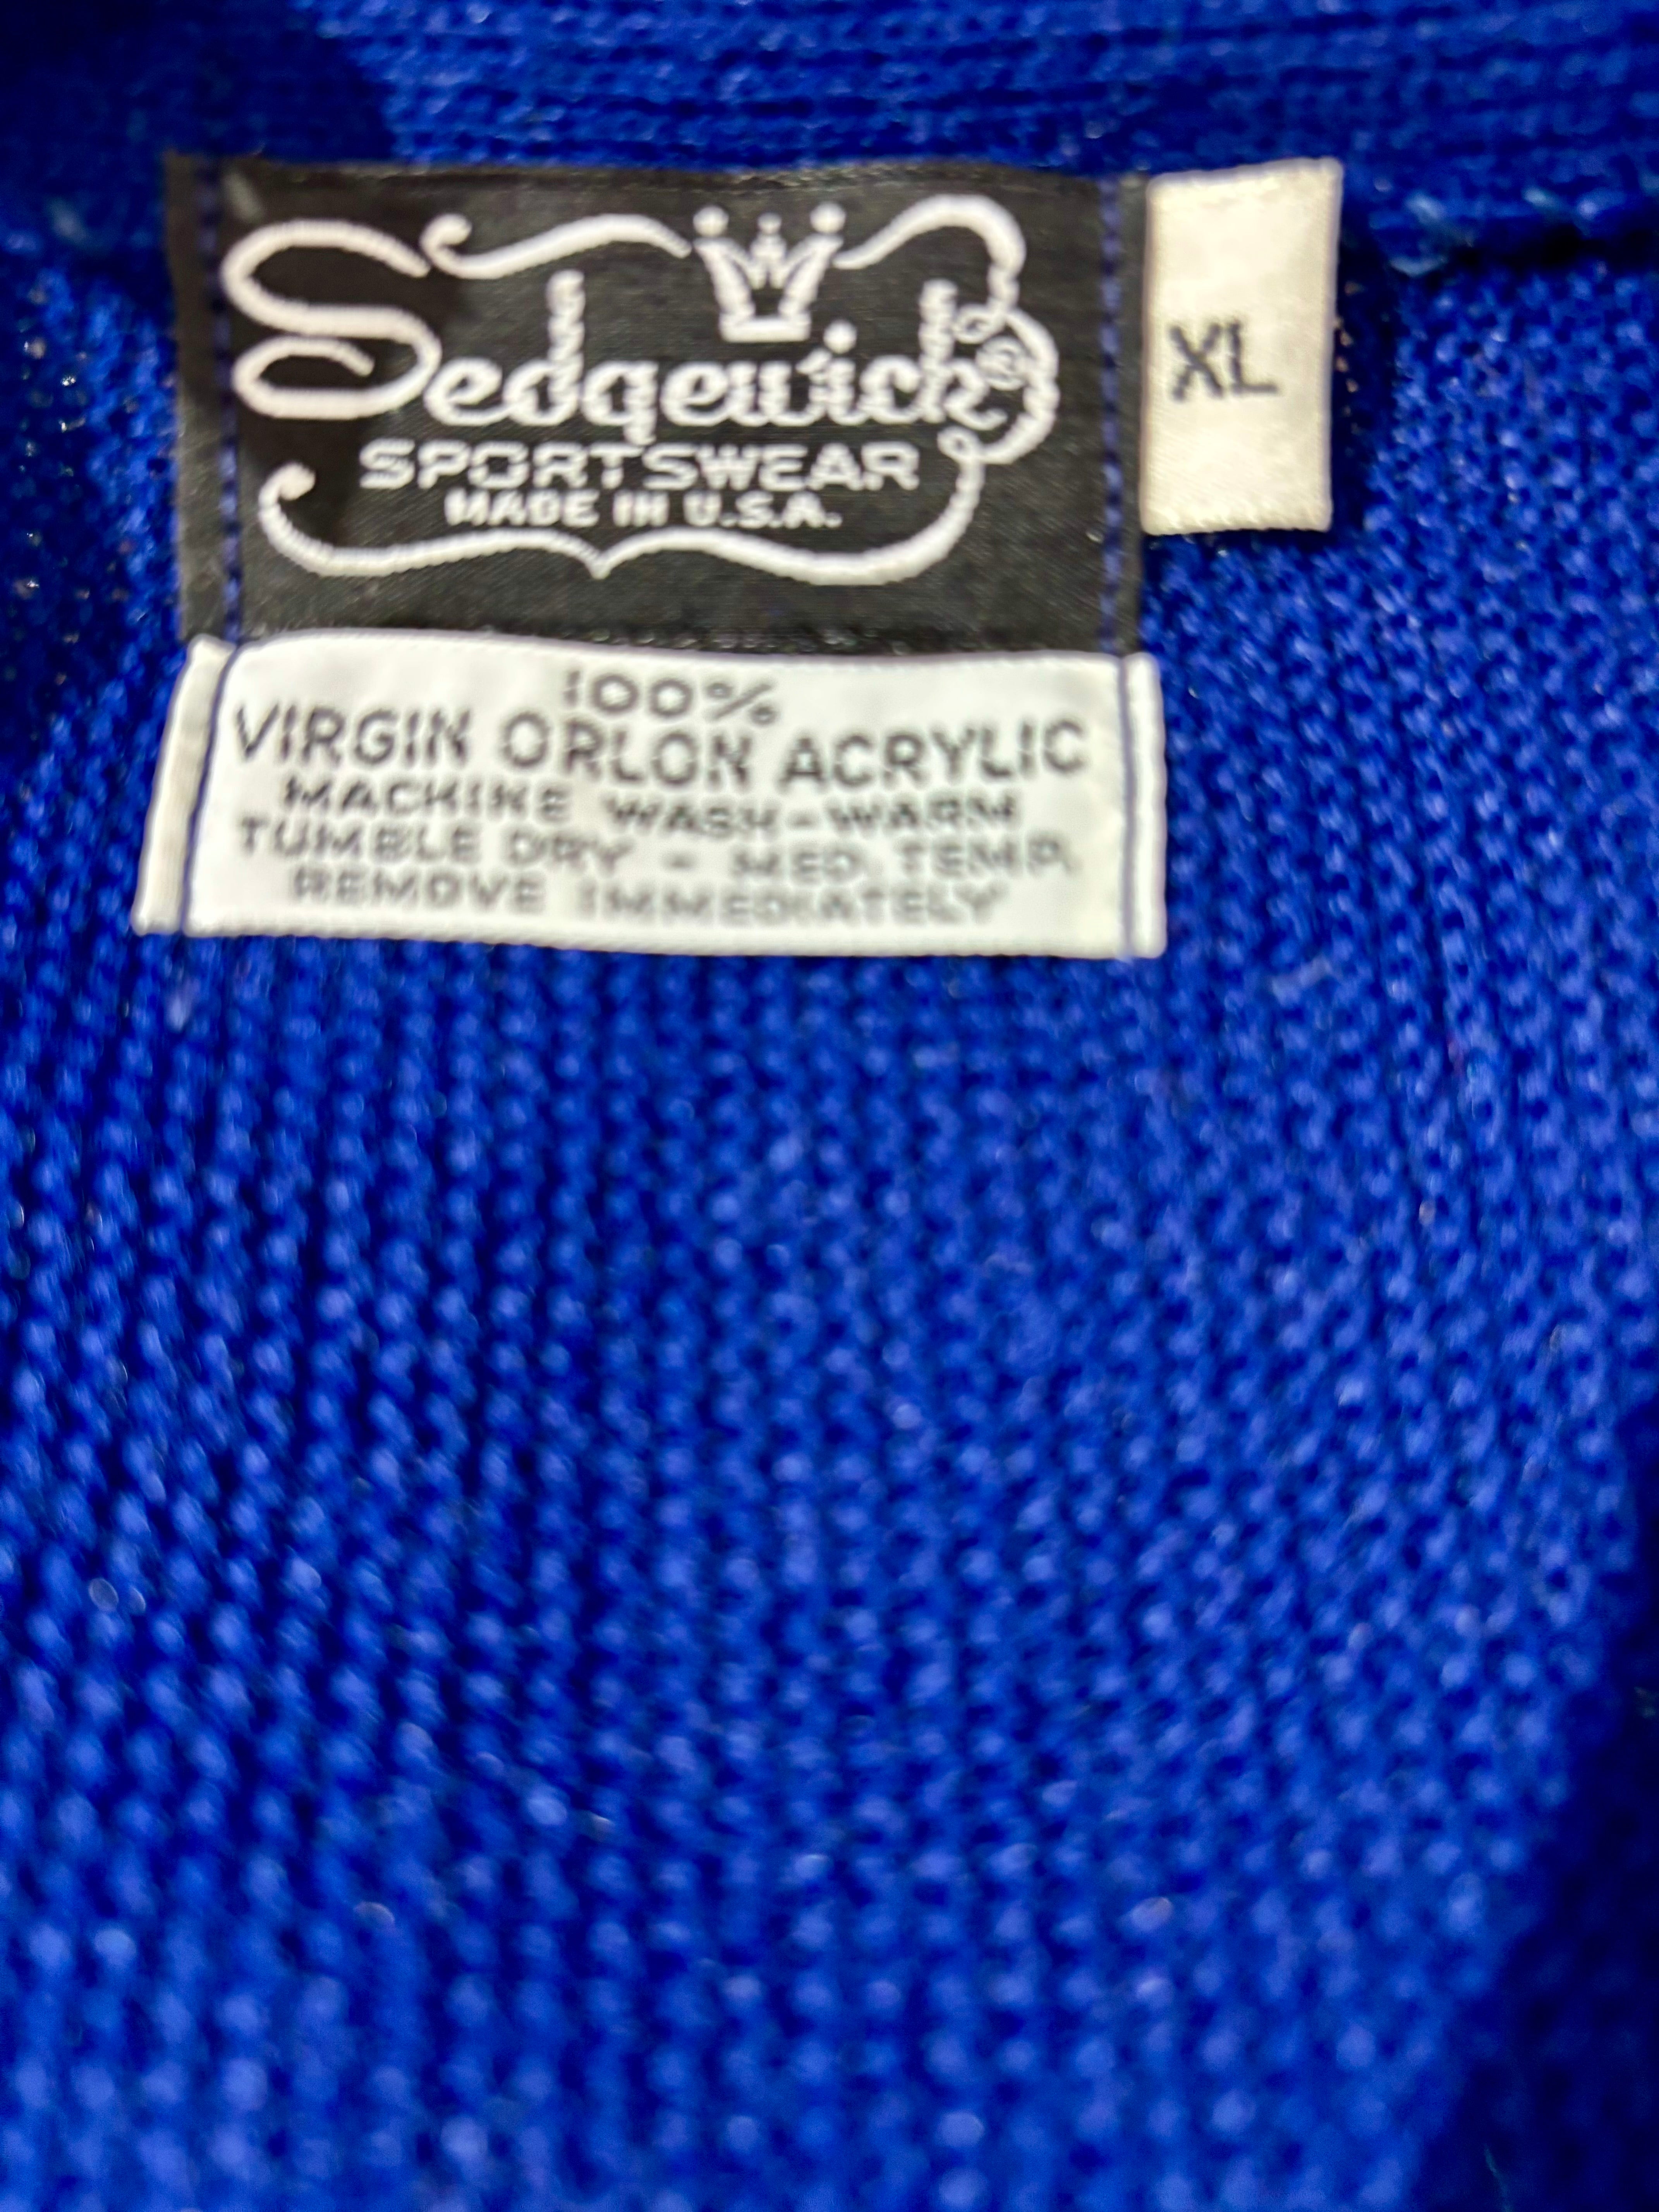 Sedgewick®
XL
SPORTSWEAR
MADE IN U.S.A.
100%
VIRGIN ORLON ACRYLIC
MACHINE WASH-WARM
TUMBLE DRY - MED. TEMP.
REMOVE IMMEDIATELY